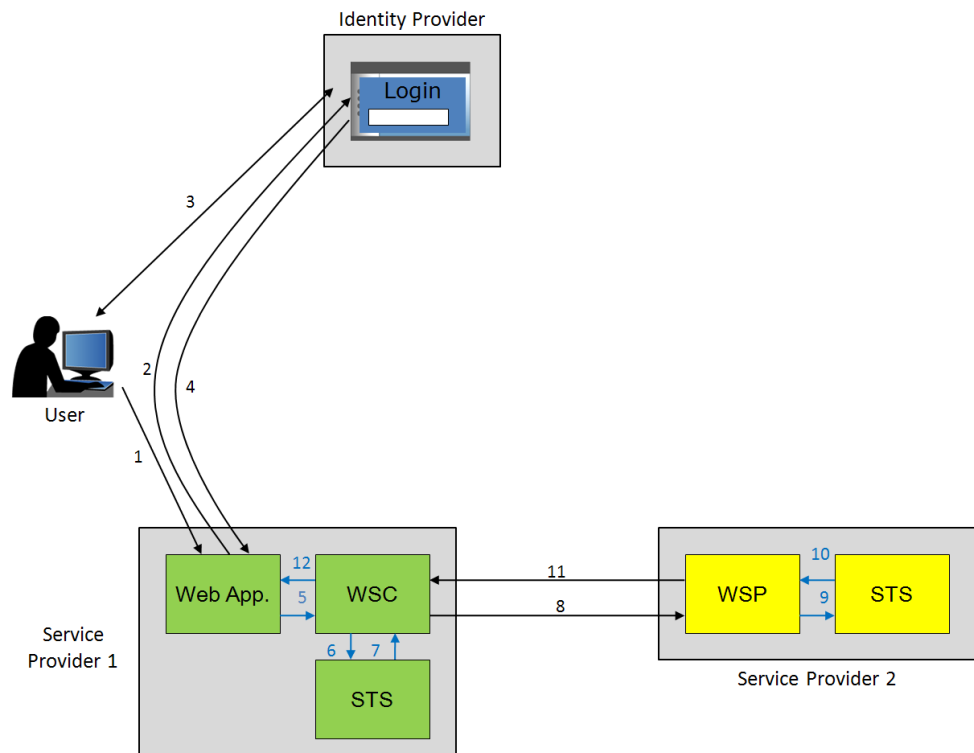 Identity Provider
Login
3
2
4
User
1
12
11
10
Web App.
WSC
WSP
STS
5
8
9
Service
Provider 1
6
7
STS
Service Provider 2